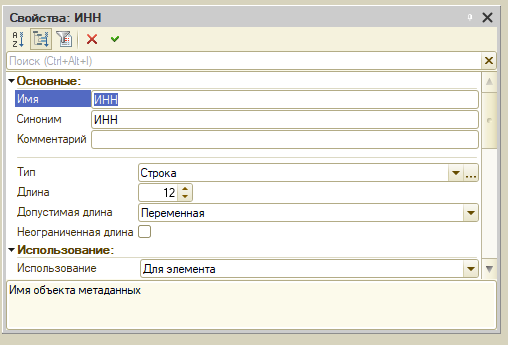 Свойства: ИНН
Поиск (Ctrl+Alt+I)
Основные:
Имя ИНН
Синоним ИНН
Комментарий
Тип Строка ...
Длина 12
Допустимая длина Переменная
Неограниченная длина
Использование:
Использование Для элемента
Имя объекта метаданных